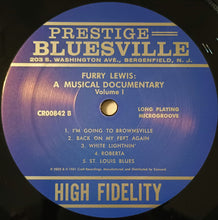 PRESTIGE
BLUESVILLE
203 S. WASHINGTON AVE., BERGENFIELD, N. J.
FURRY LEWIS:
A MUSICAL DOCUMENTARY
Volume 1
CR00842 B
LONG PLAYING
MICROGROOVE
1. I'M GOING TO BROWNSVILLE
2. BACK ON MY FEET AGAIN
3. WHITE LIGHTNIN'
4. ROBERTA
5. ST. LOUIS BLUES
HIGH FIDELITY